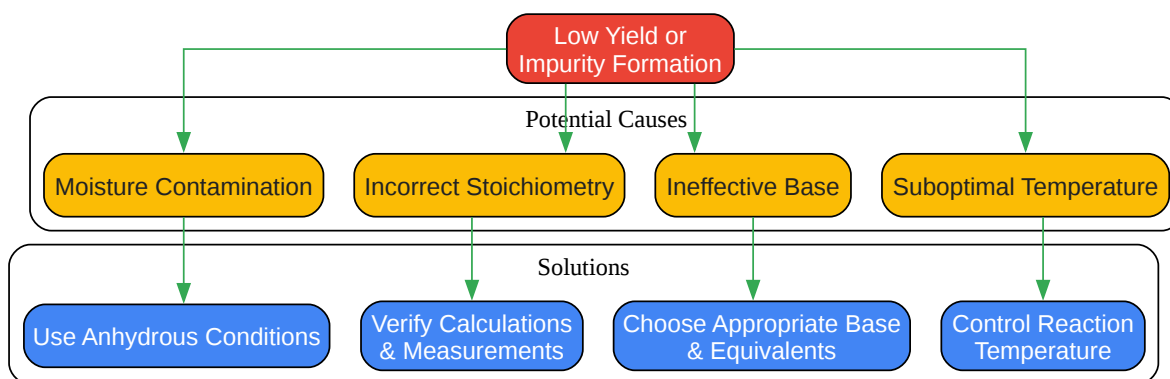 Low Yield or
Impurity Formation
Potential Causes
Moisture Contamination
Incorrect Stoichiometry
Ineffective Base
Suboptimal Temperature
Solutions
Use Anhydrous Conditions
Verify Calculations
& Measurements
Choose Appropriate Base
& Equivalents
Control Reaction
Temperature